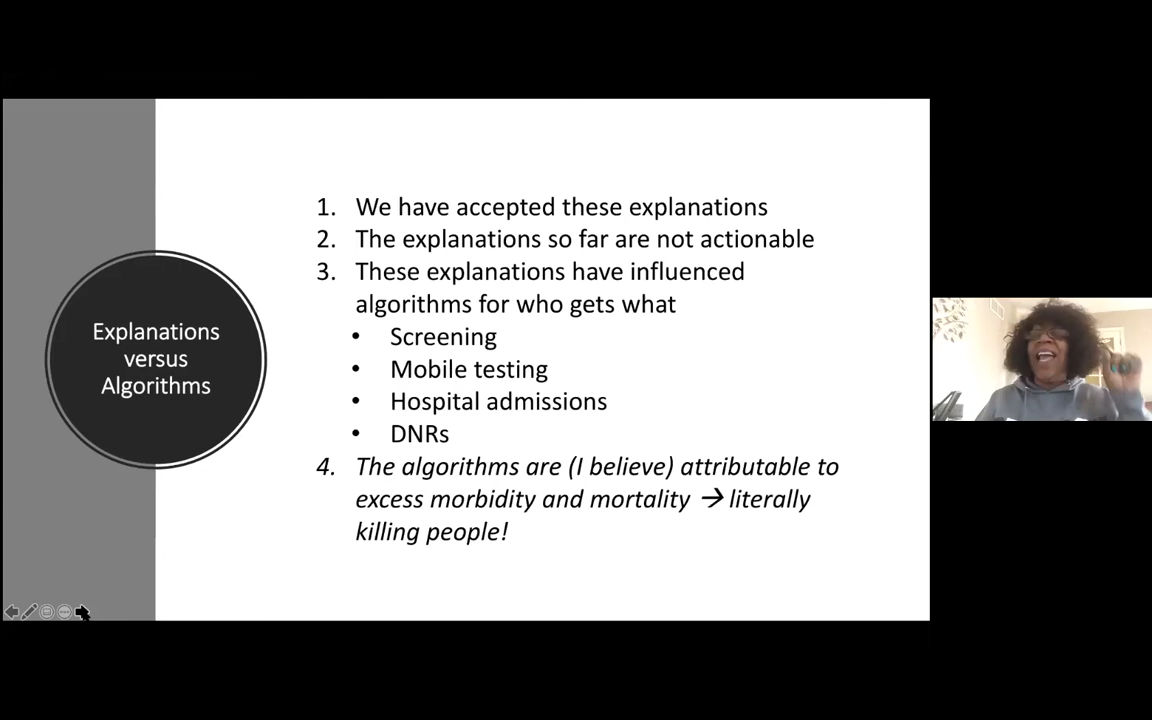 Explanations
versus
Algorithms
1. We have accepted these explanations
2. The explanations so far are not actionable
3. These explanations have influenced
algorithms for who gets what
• Screening
• Mobile testing
• Hospital admissions
• DNRs
4. The algorithms are (I believe) attributable to
excess morbidity and mortality → literally
killing people!